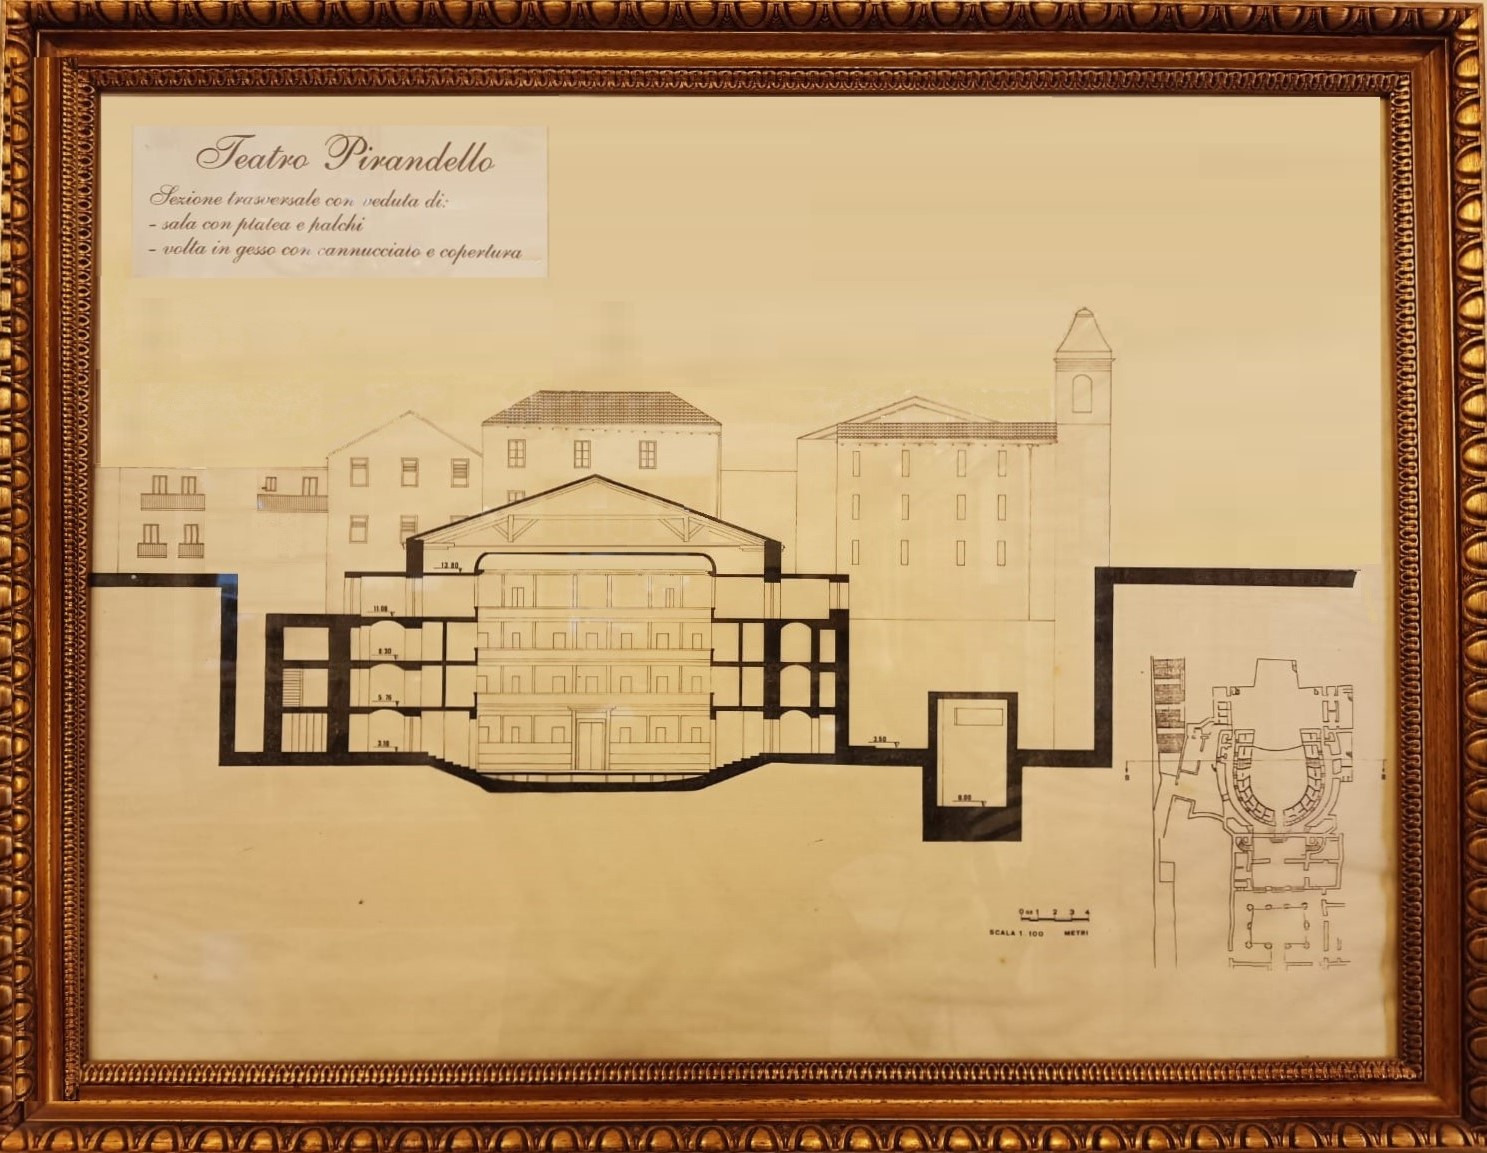 Teatro Pirandello
Sezione trasversale con veduta di:
- sala con platea e palchi
- volta in gesso con cannucciato e copertura
13.80
11.08
8.30
5.76
3.18
3.50
0.00
B B
0 0.5 1 2 3 4
SCALA 1:100 METRI